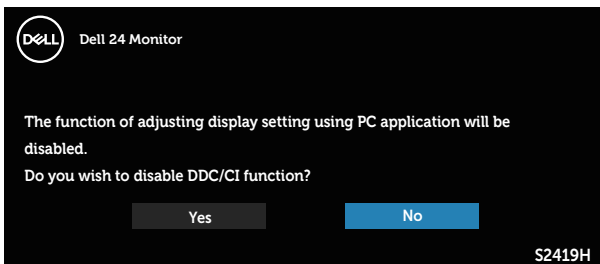 DELL
Dell 24 Monitor
The function of adjusting display setting using PC application will be
disabled.
Do you wish to disable DDC/CI function?
Yes No
S2419H